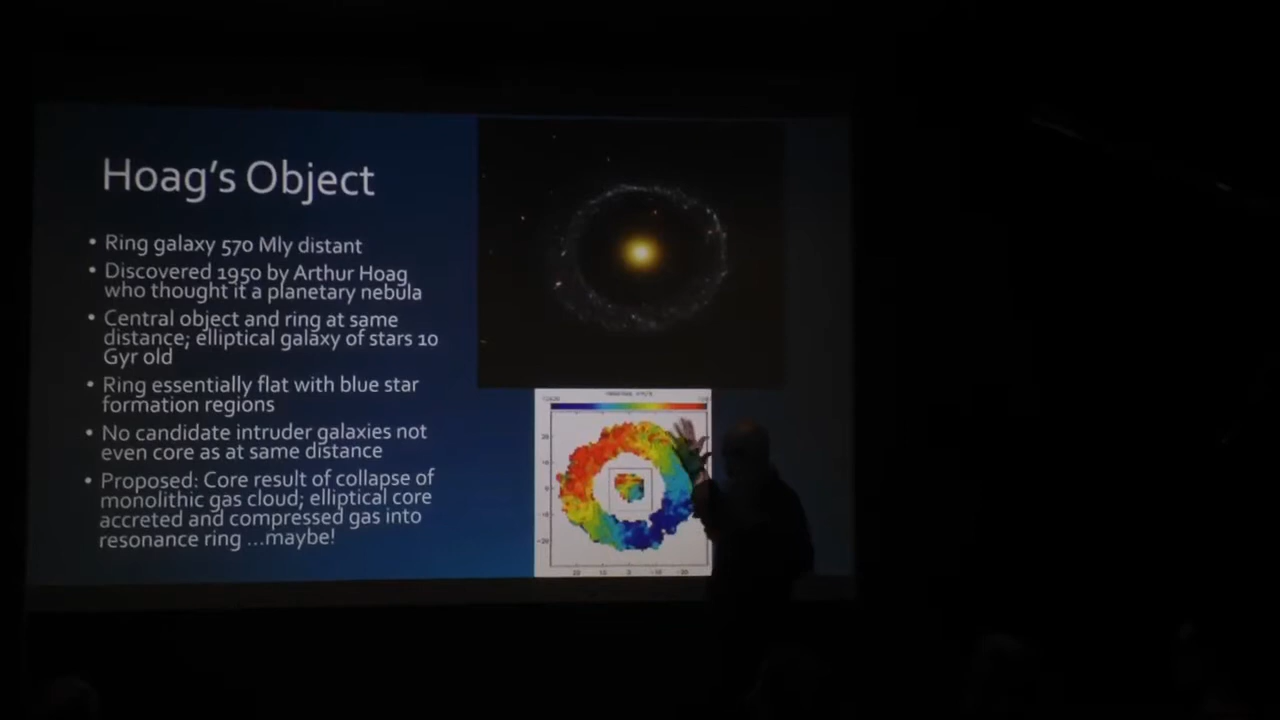 Hoag's Object
• Ring galaxy 570 Mly distant
• Discovered 1950 by Arthur Hoag
who thought it a planetary nebula
• Central object and ring at same
distance; elliptical galaxy of stars 10
Gyr old
• Ring essentially flat with blue star
formation regions
• No candidate intruder galaxies not
even core as at same distance
• Proposed: Core result of collapse of
monolithic gas cloud; elliptical core
accreted and compressed gas into
resonance ring ...maybe!